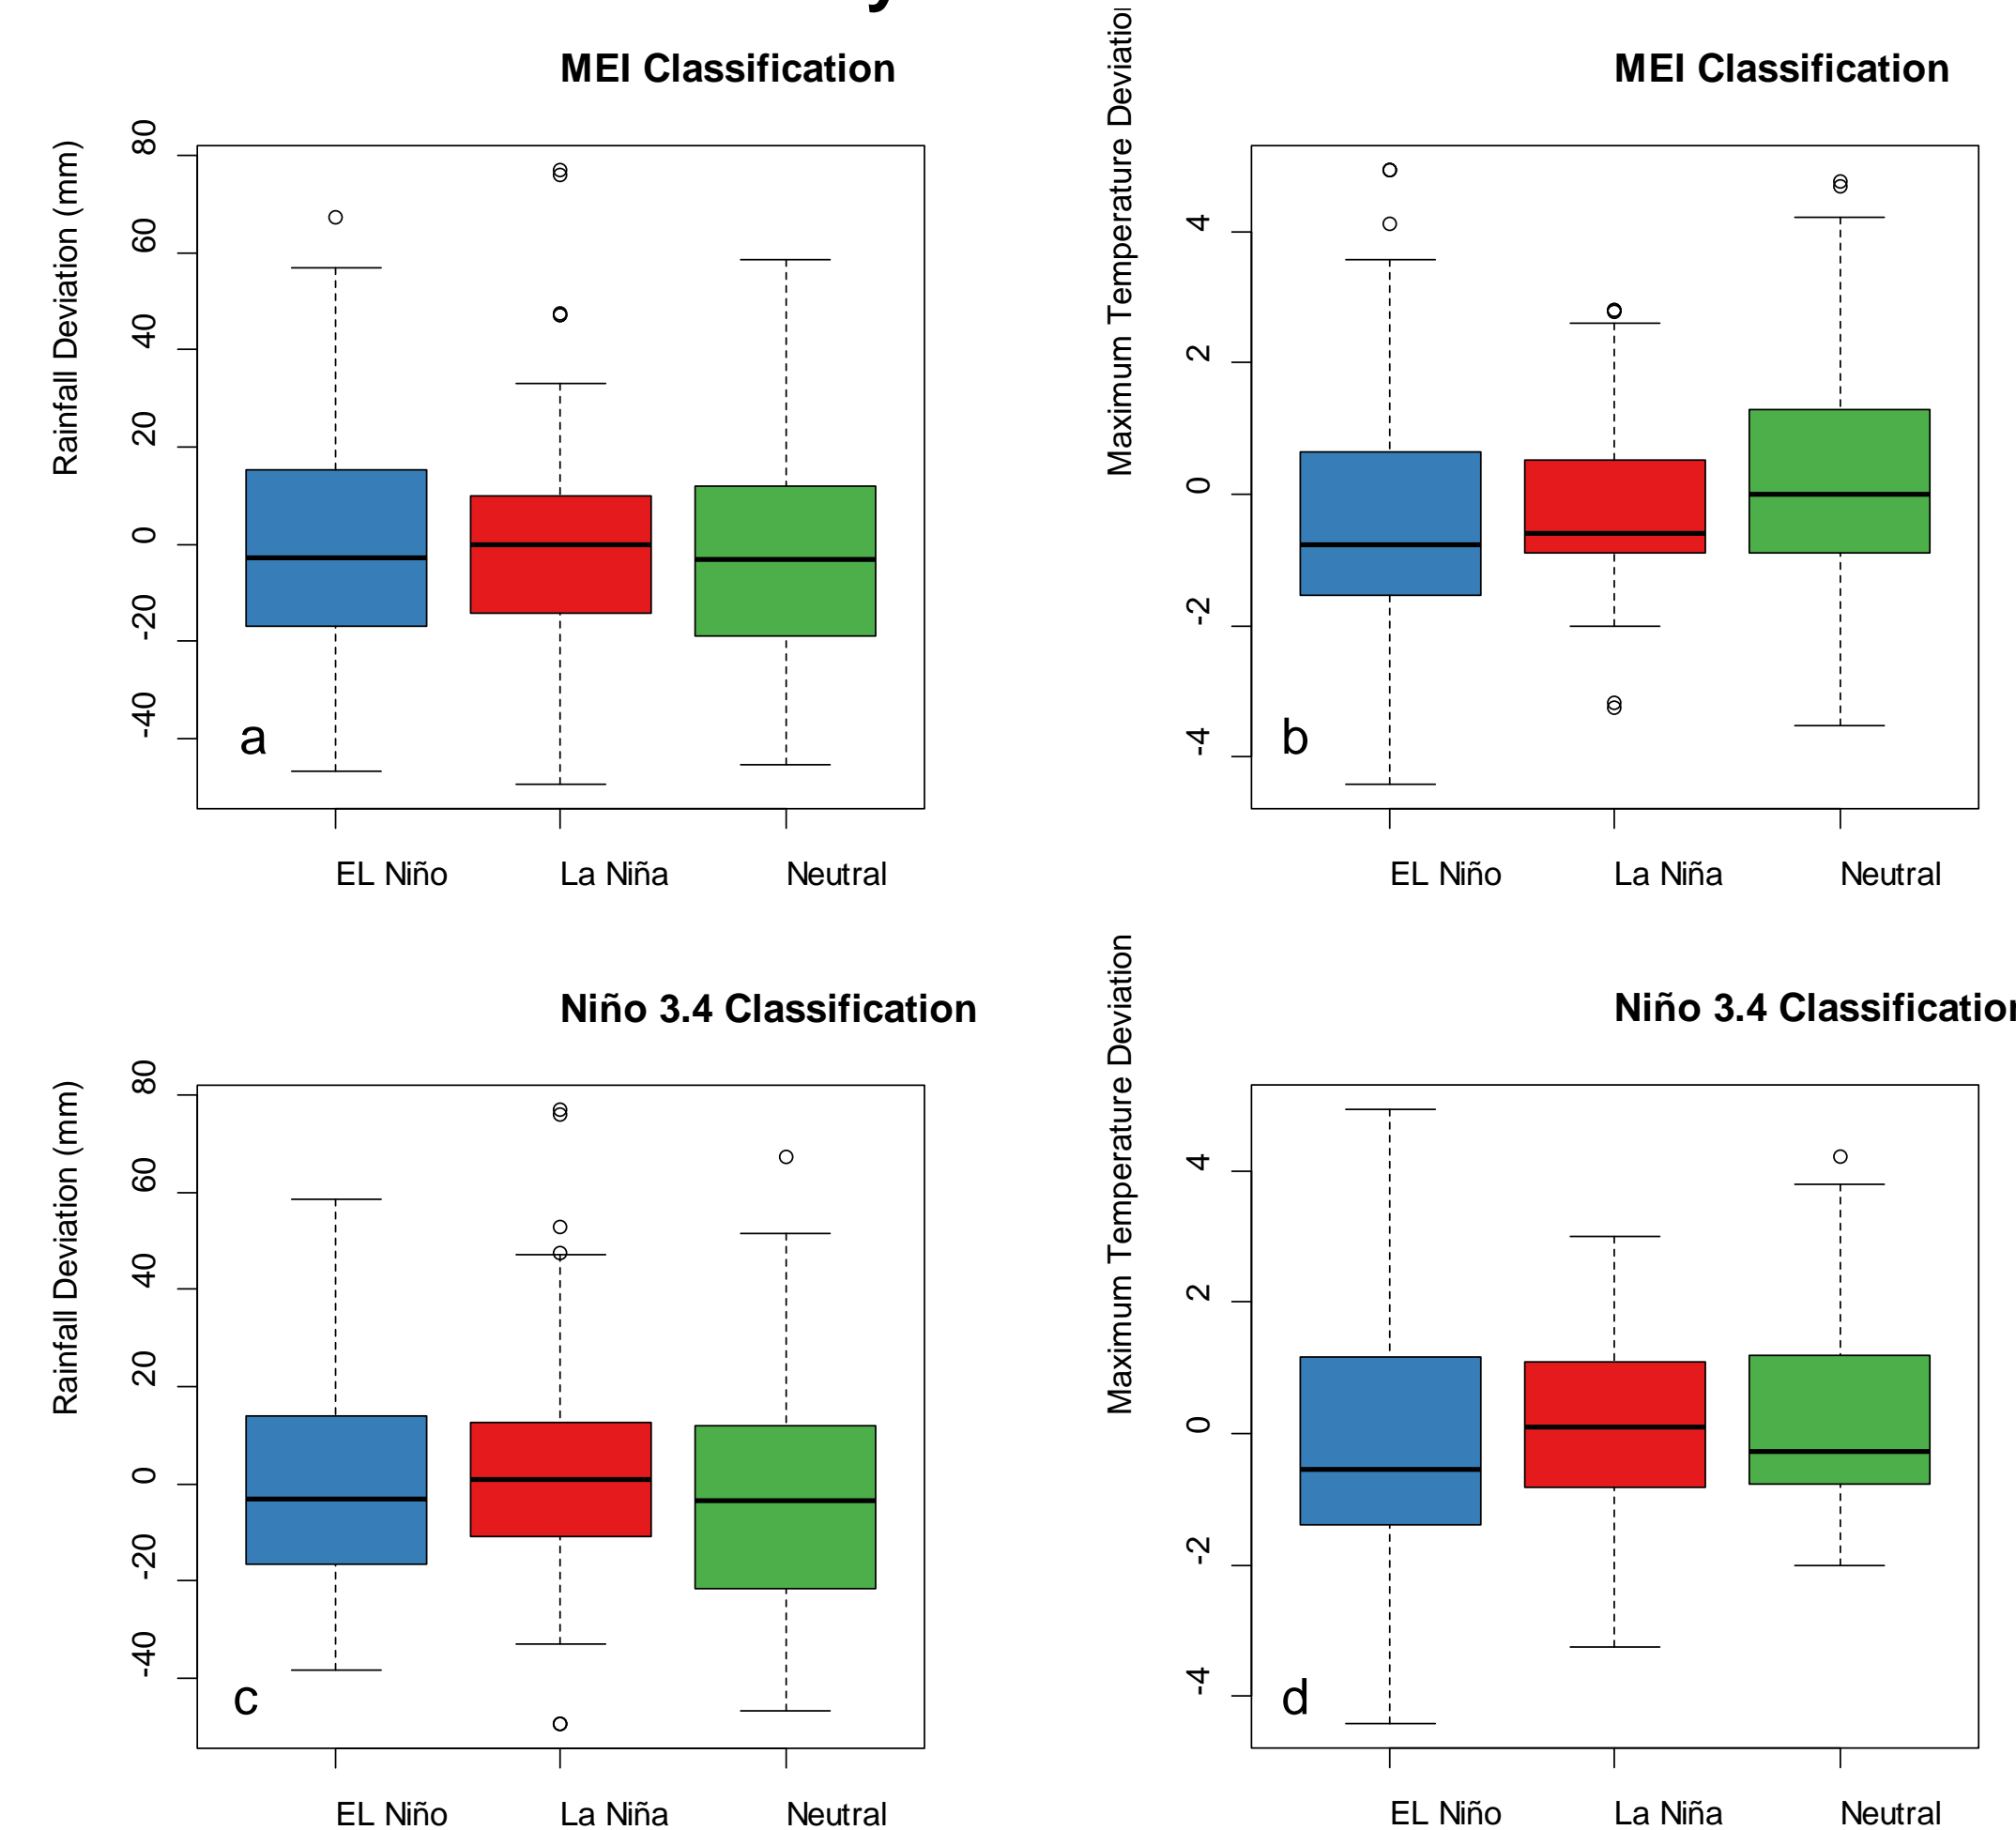 MEI Classification
Rainfall Deviation (mm)
80
60
40
20
0
-20
-40
a
EL Niño La Niña Neutral
MEI Classification
Maximum Temperature Deviation
4
2
0
-2
-4
b
EL Niño La Niña Neutral
Niño 3.4 Classification
Rainfall Deviation (mm)
80
60
40
20
0
-20
-40
c
EL Niño La Niña Neutral
Niño 3.4 Classification
Maximum Temperature Deviation
4
2
0
-2
-4
d
EL Niño La Niña Neutral